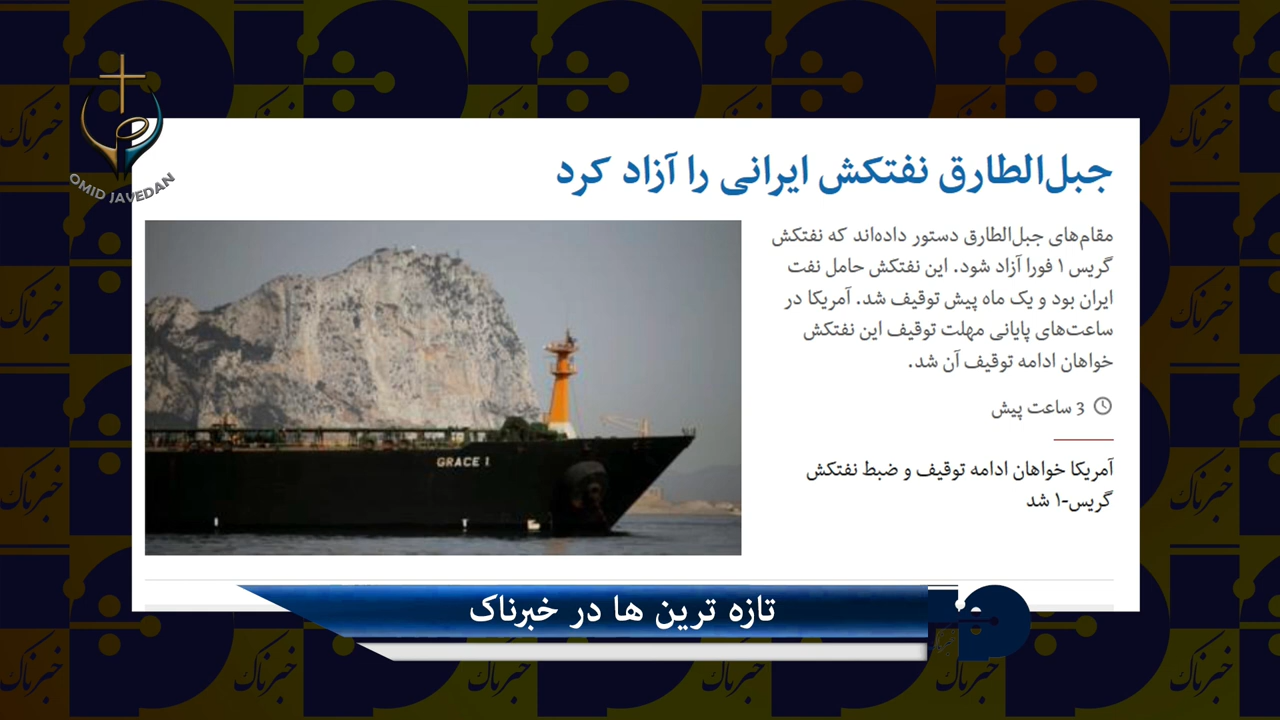 OMID JAVEDAN
جبل‌الطارق نفتکش ایرانی را آزاد کرد
مقام‌های جبل‌الطارق دستور داده‌اند که نفتکش
گریس ۱ فورا آزاد شود. این نفتکش حامل نفت
ایران بود و یک ماه پیش توقیف شد. آمریکا در
ساعت‌های پایانی مهلت توقیف این نفتکش
خواهان ادامه توقیف آن شد.
3 ساعت پیش
آمریکا خواهان ادامه توقیف و ضبط نفتکش
گریس-۱ شد
GRACE 1
تازه ترین ها در خبرناک
خبرناک